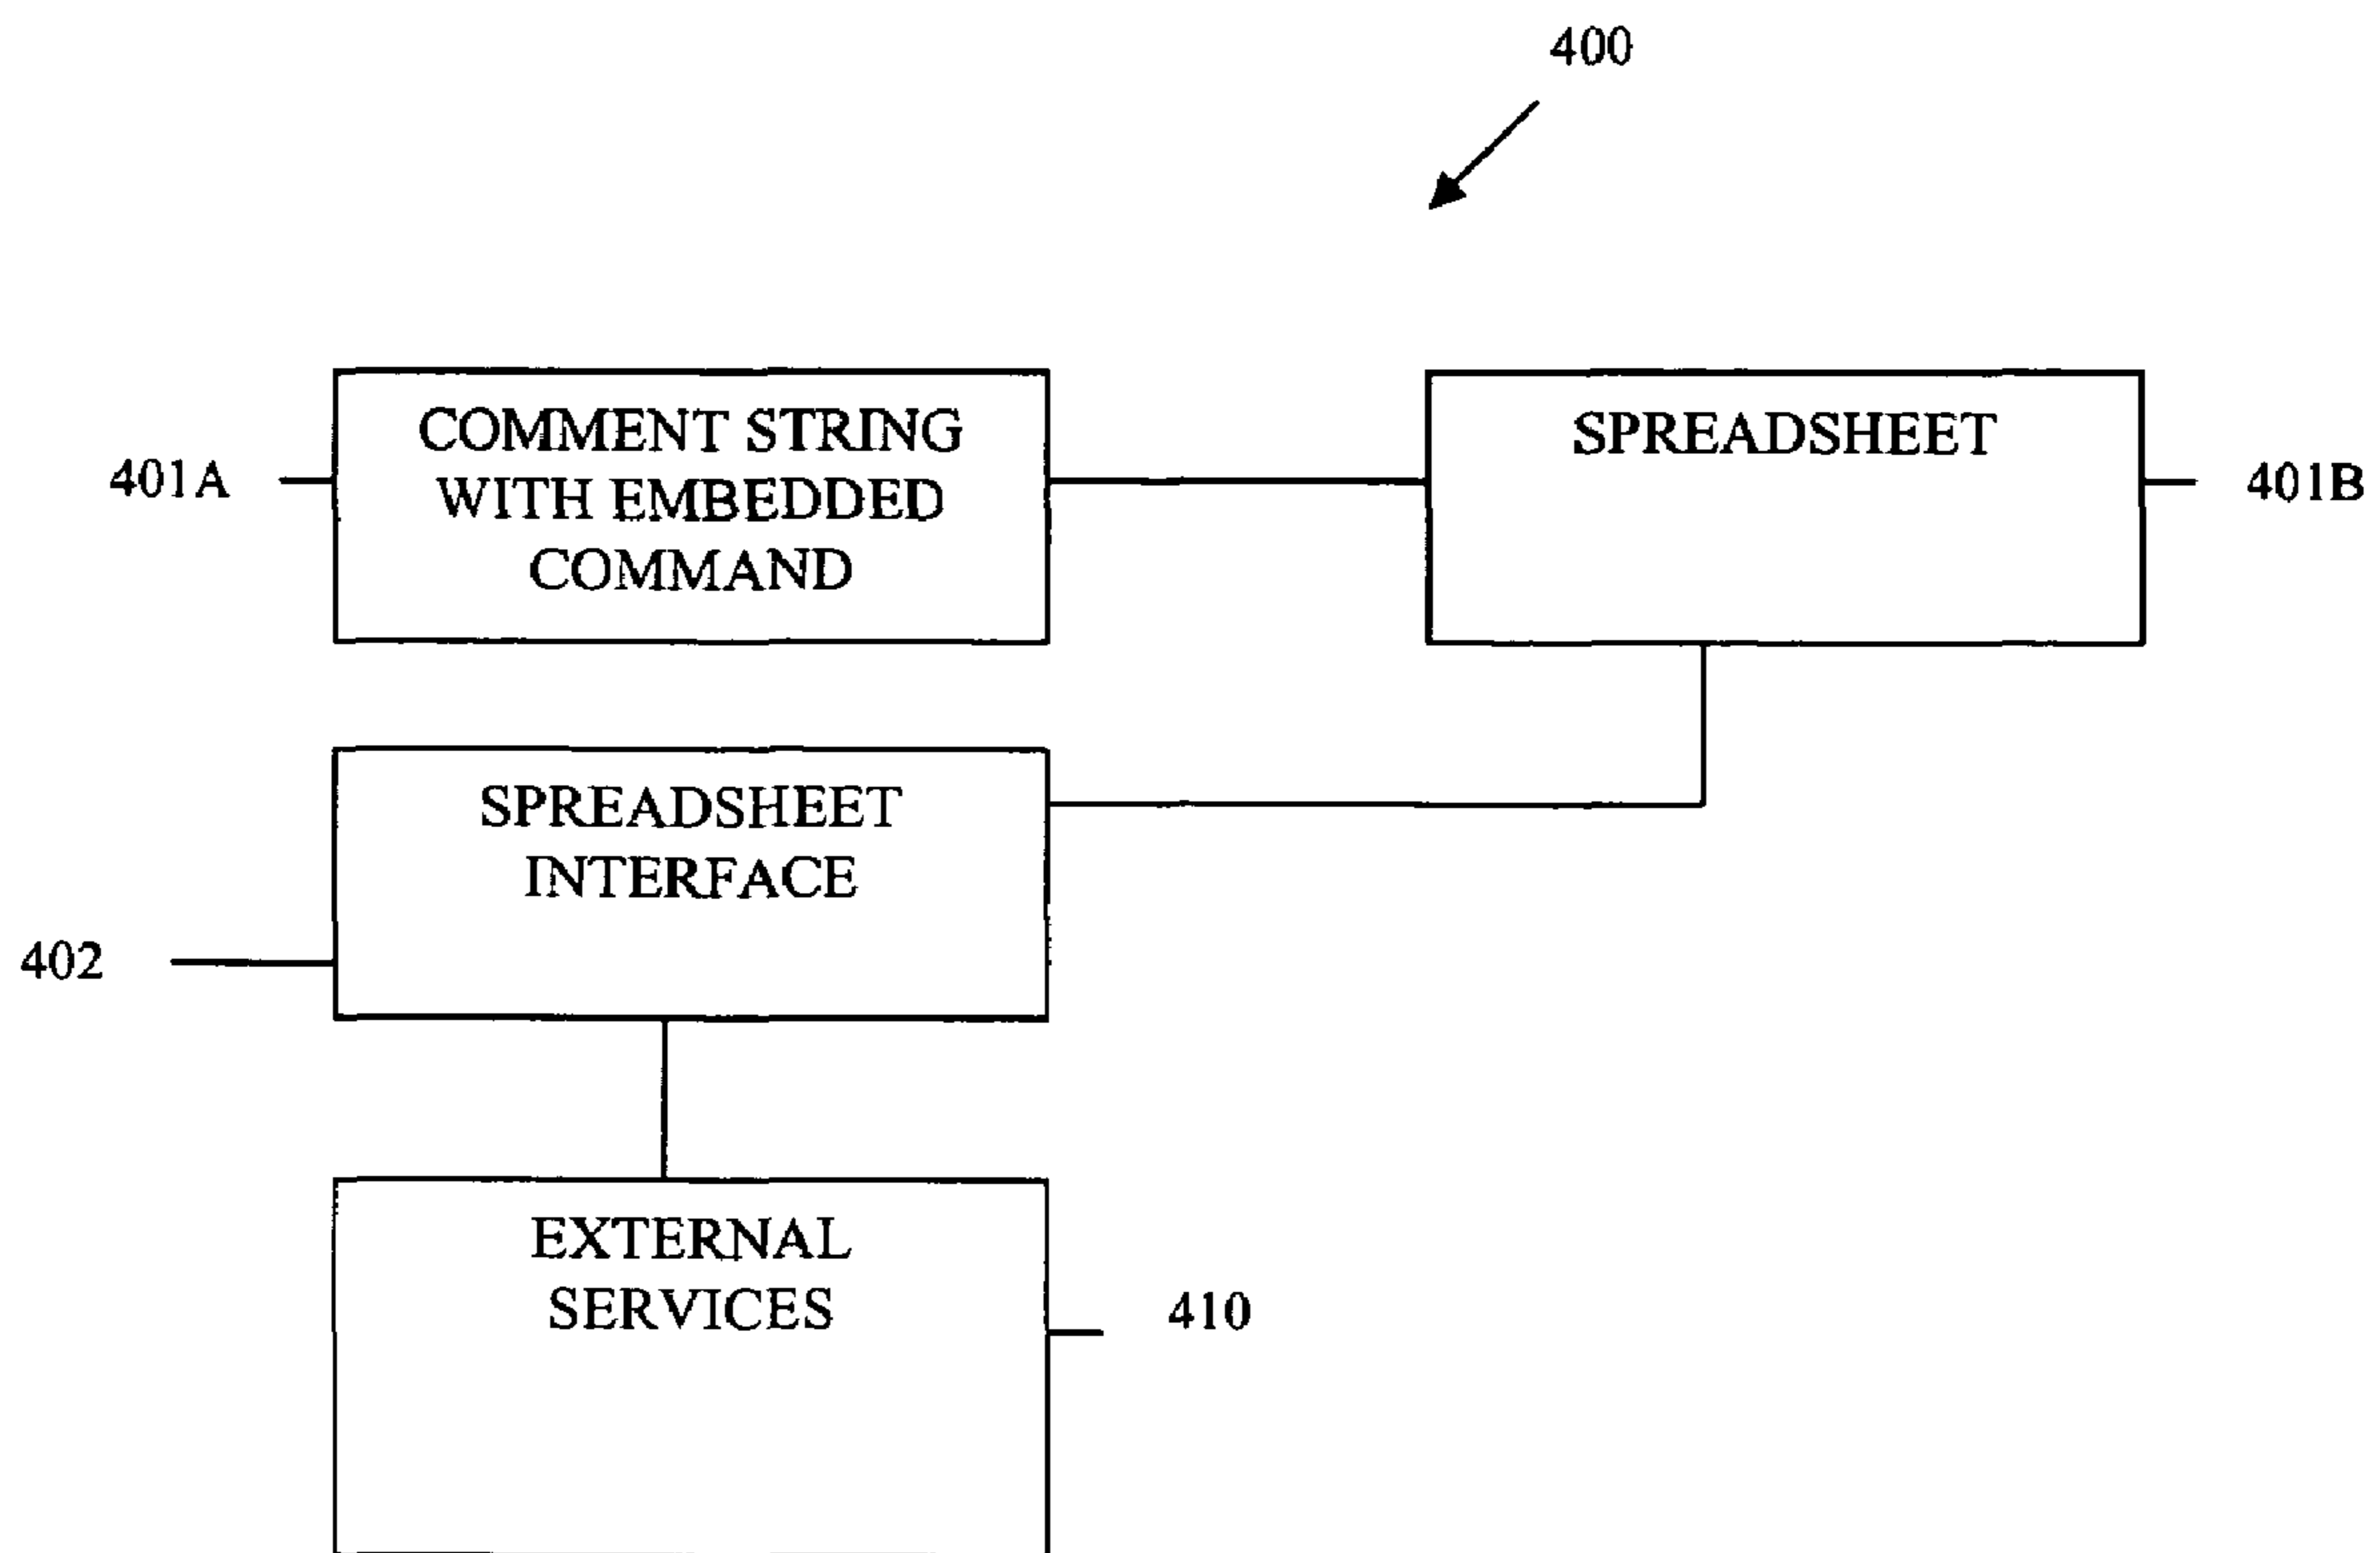 400
COMMENT STRING
WITH EMBEDDED
COMMAND
401A
SPREADSHEET
401B
SPREADSHEET
INTERFACE
402
EXTERNAL
SERVICES
410